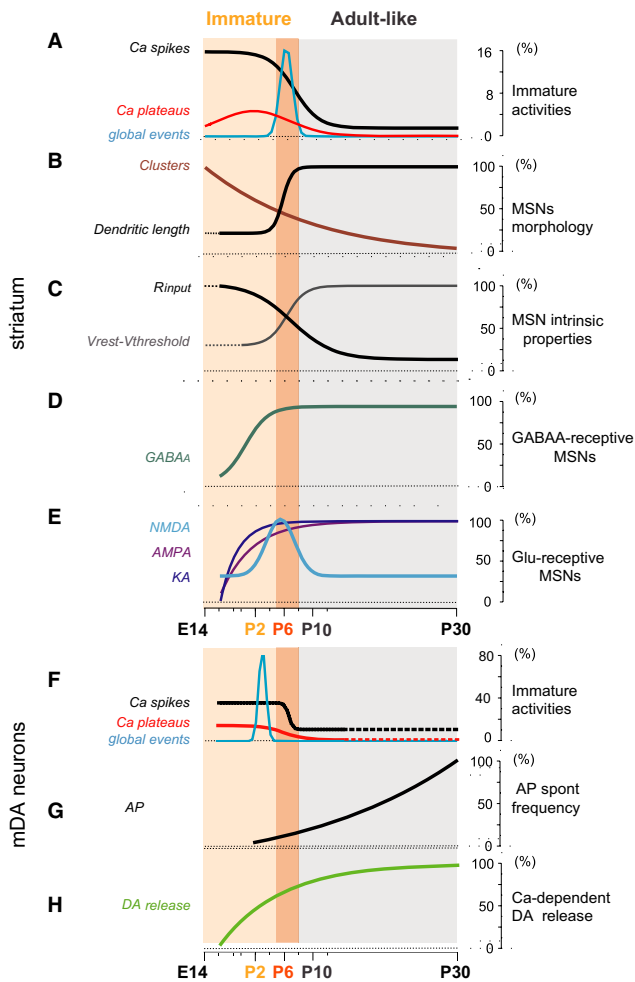 Immature Adult-like
striatum
A
Ca spikes
Ca plateaus
global events
16 (%)
8
0
Immature
activities
B
Clusters
Dendritic length
100 (%)
50
0
MSNs
morphology
C
Rinput
Vrest-Vthreshold
100 (%)
50
0
MSN intrinsic
properties
D
GABAA
100 (%)
50
0
GABAA-receptive
MSNs
E
NMDA
AMPA
KA
100 (%)
50
0
Glu-receptive
MSNs
E14 P2 P6 P10 P30
mDA neurons
F
Ca spikes
Ca plateaus
global events
80 (%)
40
0
Immature
activities
G
AP
100 (%)
50
0
AP spont
frequency
H
DA release
100 (%)
50
0
Ca-dependent
DA release
E14 P2 P6 P10 P30